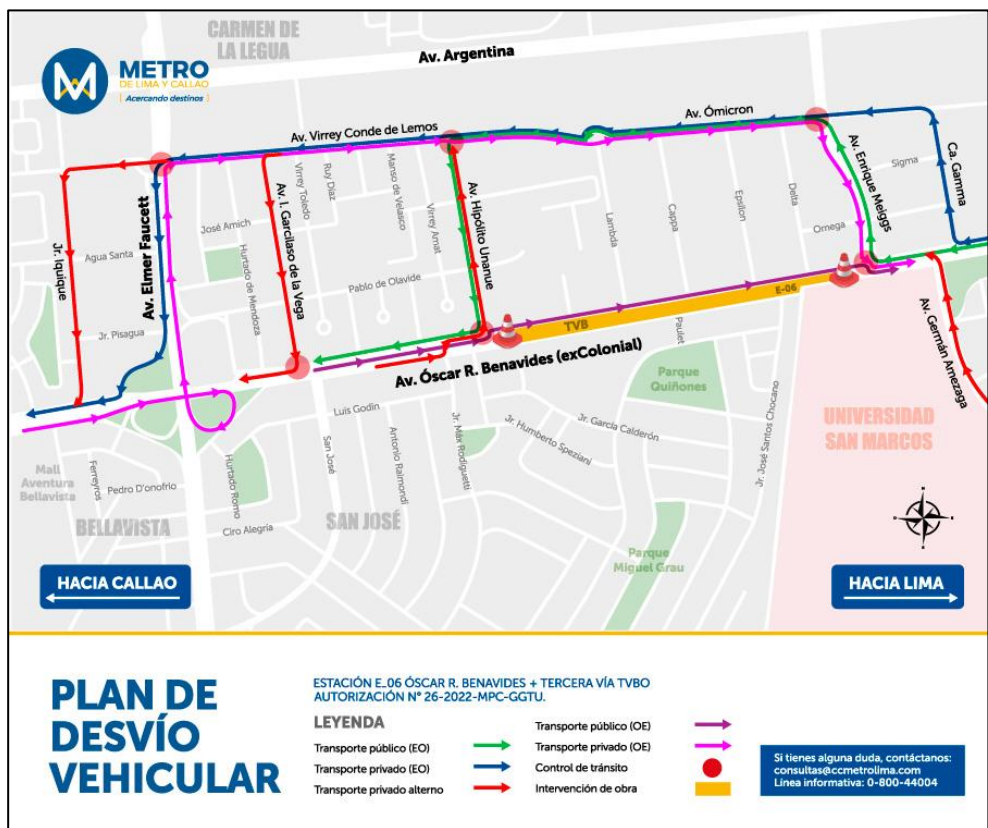 CARMEN DE
LA LEGUA
Av. Argentina
METRO
DE LIMA Y CALLAO
[ Acercando destinos ]
Av. Ómicron
Av. Virrey Conde de Lemos
Ca. Gamma
Sigma
Av. Enrique Meiggs
Delta
Omega
Epsilon
Cappa
Lambda
Manso de Velasco
Virrey Amat
Ruy Díaz
Virrey Toledo
Av. Hipólito Unanue
Av. I. Garcilaso de la Vega
José Amich
Hurtado de Mendoza
Pablo de Olavide
Av. Elmer Faucett
Agua Santa
Jr. Iquique
Jr. Pisagua
E-06
TVB
Av. Óscar R. Benavides (exColonial)
Paulet
Av. Germán Amezaga
Parque
Quiñones
Jr. José Santos Chocano
UNIVERSIDAD
SAN MARCOS
Luis Godin
Jr. García Calderón
Jr. Humberto Speziani
Jr. Máx Rodiguetti
Antonio Raimondi
San José
Hurtado Romo
Mall
Aventura
Bellavista
Ferreyros
Pedro D'onofrio
BELLAVISTA
SAN JOSÉ
Ciro Alegría
Parque
Miguel Grau
HACIA CALLAO
HACIA LIMA
PLAN DE
DESVÍO
VEHICULAR
ESTACIÓN E_06 ÓSCAR R. BENAVIDES + TERCERA VÍA TVBO
AUTORIZACIÓN N° 26-2022-MPC-GGTU.
LEYENDA
Transporte público (EO)
Transporte privado (EO)
Transporte privado alterno
Transporte público (OE)
Transporte privado (OE)
Control de tránsito
Intervención de obra
Si tienes alguna duda, contáctanos:
consultas@ccmetrolima.com
Línea informativa: 0-800-44004